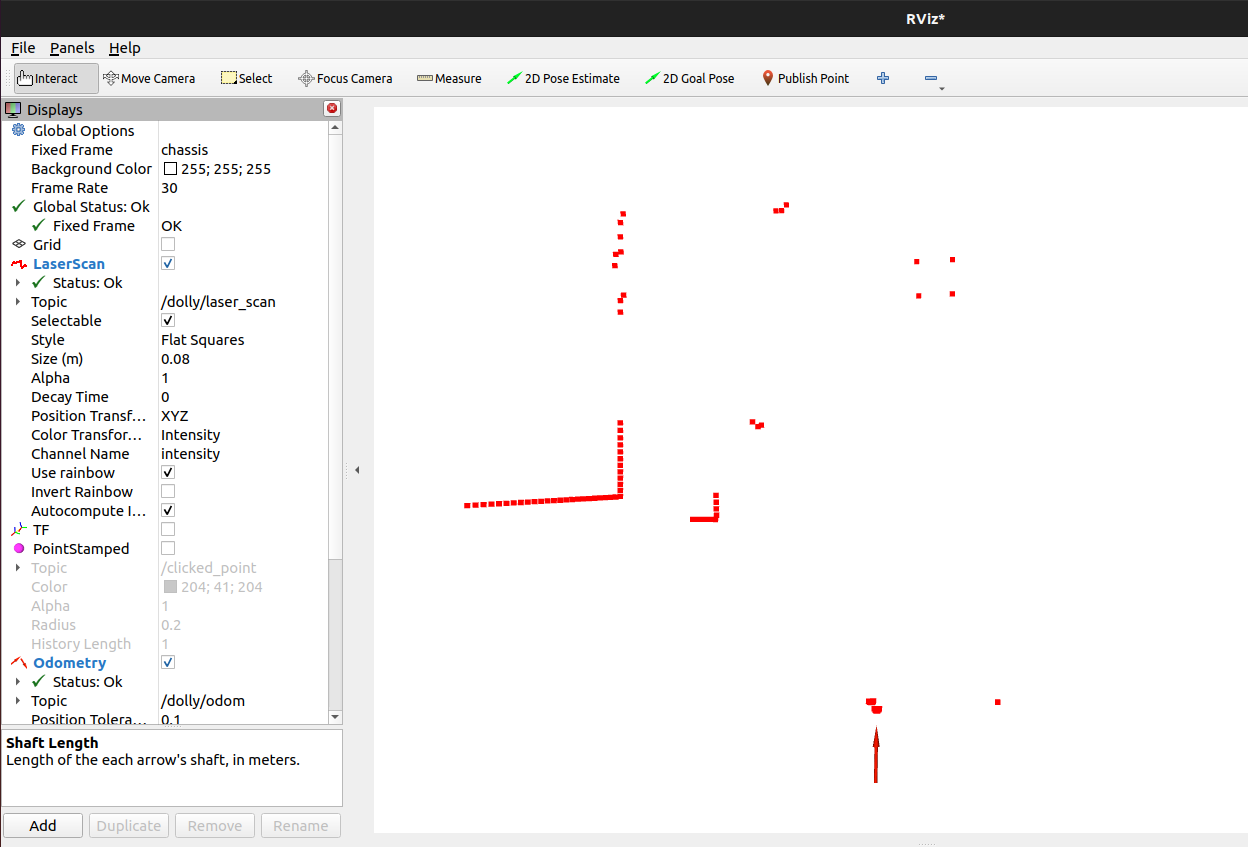 RViz*
File Panels Help
Interact Move Camera Select Focus Camera Measure 2D Pose Estimate 2D Goal Pose Publish Point
Displays
Global Options
Fixed Frame chassis
Background Color 255; 255; 255
Frame Rate 30
Global Status: Ok
Fixed Frame OK
Grid
LaserScan
Status: Ok
Topic /dolly/laser_scan
Selectable
Style Flat Squares
Size (m) 0.08
Alpha 1
Decay Time 0
Position Transf... XYZ
Color Transfor... Intensity
Channel Name intensity
Use rainbow
Invert Rainbow
Autocompute I...
TF
PointStamped
Topic /clicked_point
Color 204; 41; 204
Alpha 1
Radius 0.2
History Length 1
Odometry
Status: Ok
Topic /dolly/odom
Position Tolera... 0.1
Shaft Length
Length of the each arrow's shaft, in meters.
Add Duplicate Remove Rename